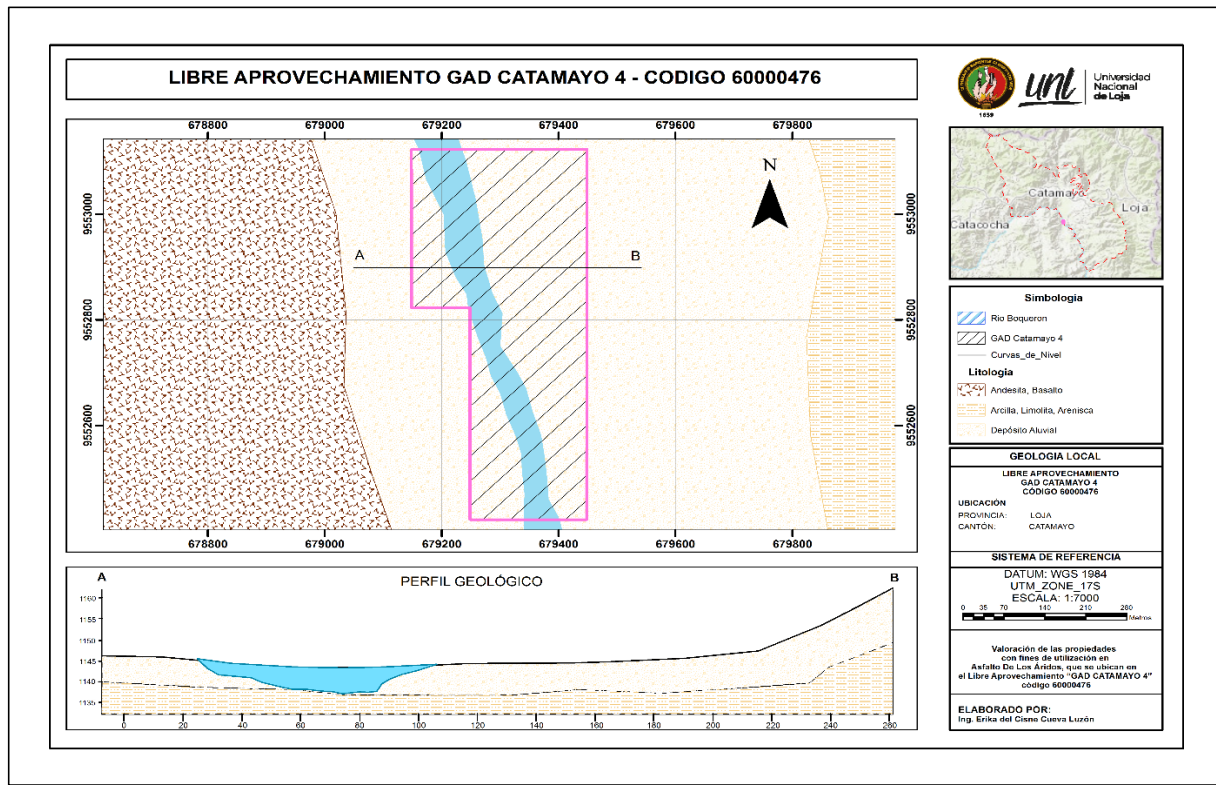 LIBRE APROVECHAMIENTO GAD CATAMAYO 4 - CODIGO 60000476
1859
unl
Universidad
Nacional
de Loja
678800 679000 679200 679400 679600 679800
9553000 9553000
9552800 9552800
9552600 9552600
N
A B
678800 679000 679200 679400 679600 679800
Catamayo
Loja
Catacocha
Simbología
Rio Boqueron
GAD Catamayo 4
Curvas_de_Nivel
Litologia
Andesita, Basalto
Arcilla, Limolita, Arenisca
Depósito Aluvial
GEOLOGIA LOCAL
LIBRE APROVECHAMIENTO
GAD CATAMAYO 4
CÓDIGO 60000476
UBICACIÓN
PROVINCIA: LOJA
CANTÓN: CATAMAYO
SISTEMA DE REFERENCIA
DATUM: WGS 1984
UTM_ZONE_17S
ESCALA: 1:7000
0 35 70 140 210 280
Metros
Valoración de las propiedades
con fines de utilización en
Asfalto De Los Áridos, que se ubican en
el Libre Aprovechamiento "GAD CATAMAYO 4"
código 60000476
ELABORADO POR:
Ing. Erika del Cisne Cueva Luzón
A B
PERFIL GEOLÓGICO
1160
1155
1150
1145
1140
1135
0 20 40 60 80 100 120 140 160 180 200 220 240 260